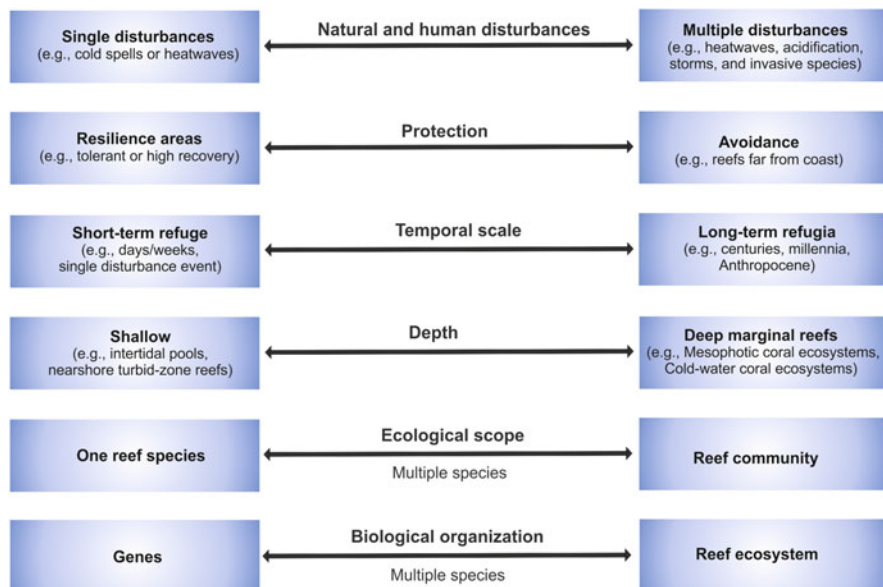 Single disturbances
(e.g., cold spells or heatwaves)
Natural and human disturbances
Multiple disturbances
(e.g., heatwaves, acidification,
storms, and invasive species)
Resilience areas
(e.g., tolerant or high recovery)
Protection
Avoidance
(e.g., reefs far from coast)
Short-term refuge
(e.g., days/weeks,
single disturbance event)
Temporal scale
Long-term refugia
(e.g., centuries, millennia,
Anthropocene)
Shallow
(e.g., intertidal pools,
nearshore turbid-zone reefs)
Depth
Deep marginal reefs
(e.g., Mesophotic coral ecosystems,
Cold-water coral ecosystems)
One reef species
Ecological scope
Multiple species
Reef community
Genes
Biological organization
Multiple species
Reef ecosystem